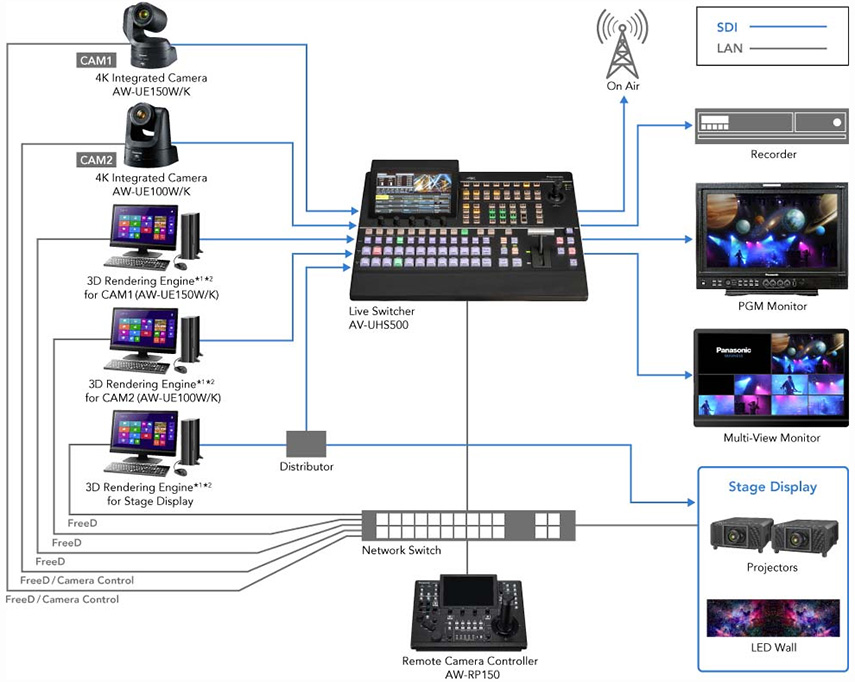 SDI
LAN
CAM1
4K Integrated Camera
AW-UE150W/K
On Air
Recorder
CAM2
4K Integrated Camera
AW-UE100W/K
3D Rendering Engine*1*2
for CAM1 (AW-UE150W/K)
Live Switcher
AV-UHS500
Panasonic
PGM Monitor
3D Rendering Engine*1*2
for CAM2 (AW-UE100W/K)
Panasonic
Multi-View Monitor
Distributor
3D Rendering Engine*1*2
for Stage Display
Stage Display
FreeD
FreeD
FreeD
FreeD / Camera Control
FreeD / Camera Control
Network Switch
Projectors
LED Wall
Remote Camera Controller
AW-RP150